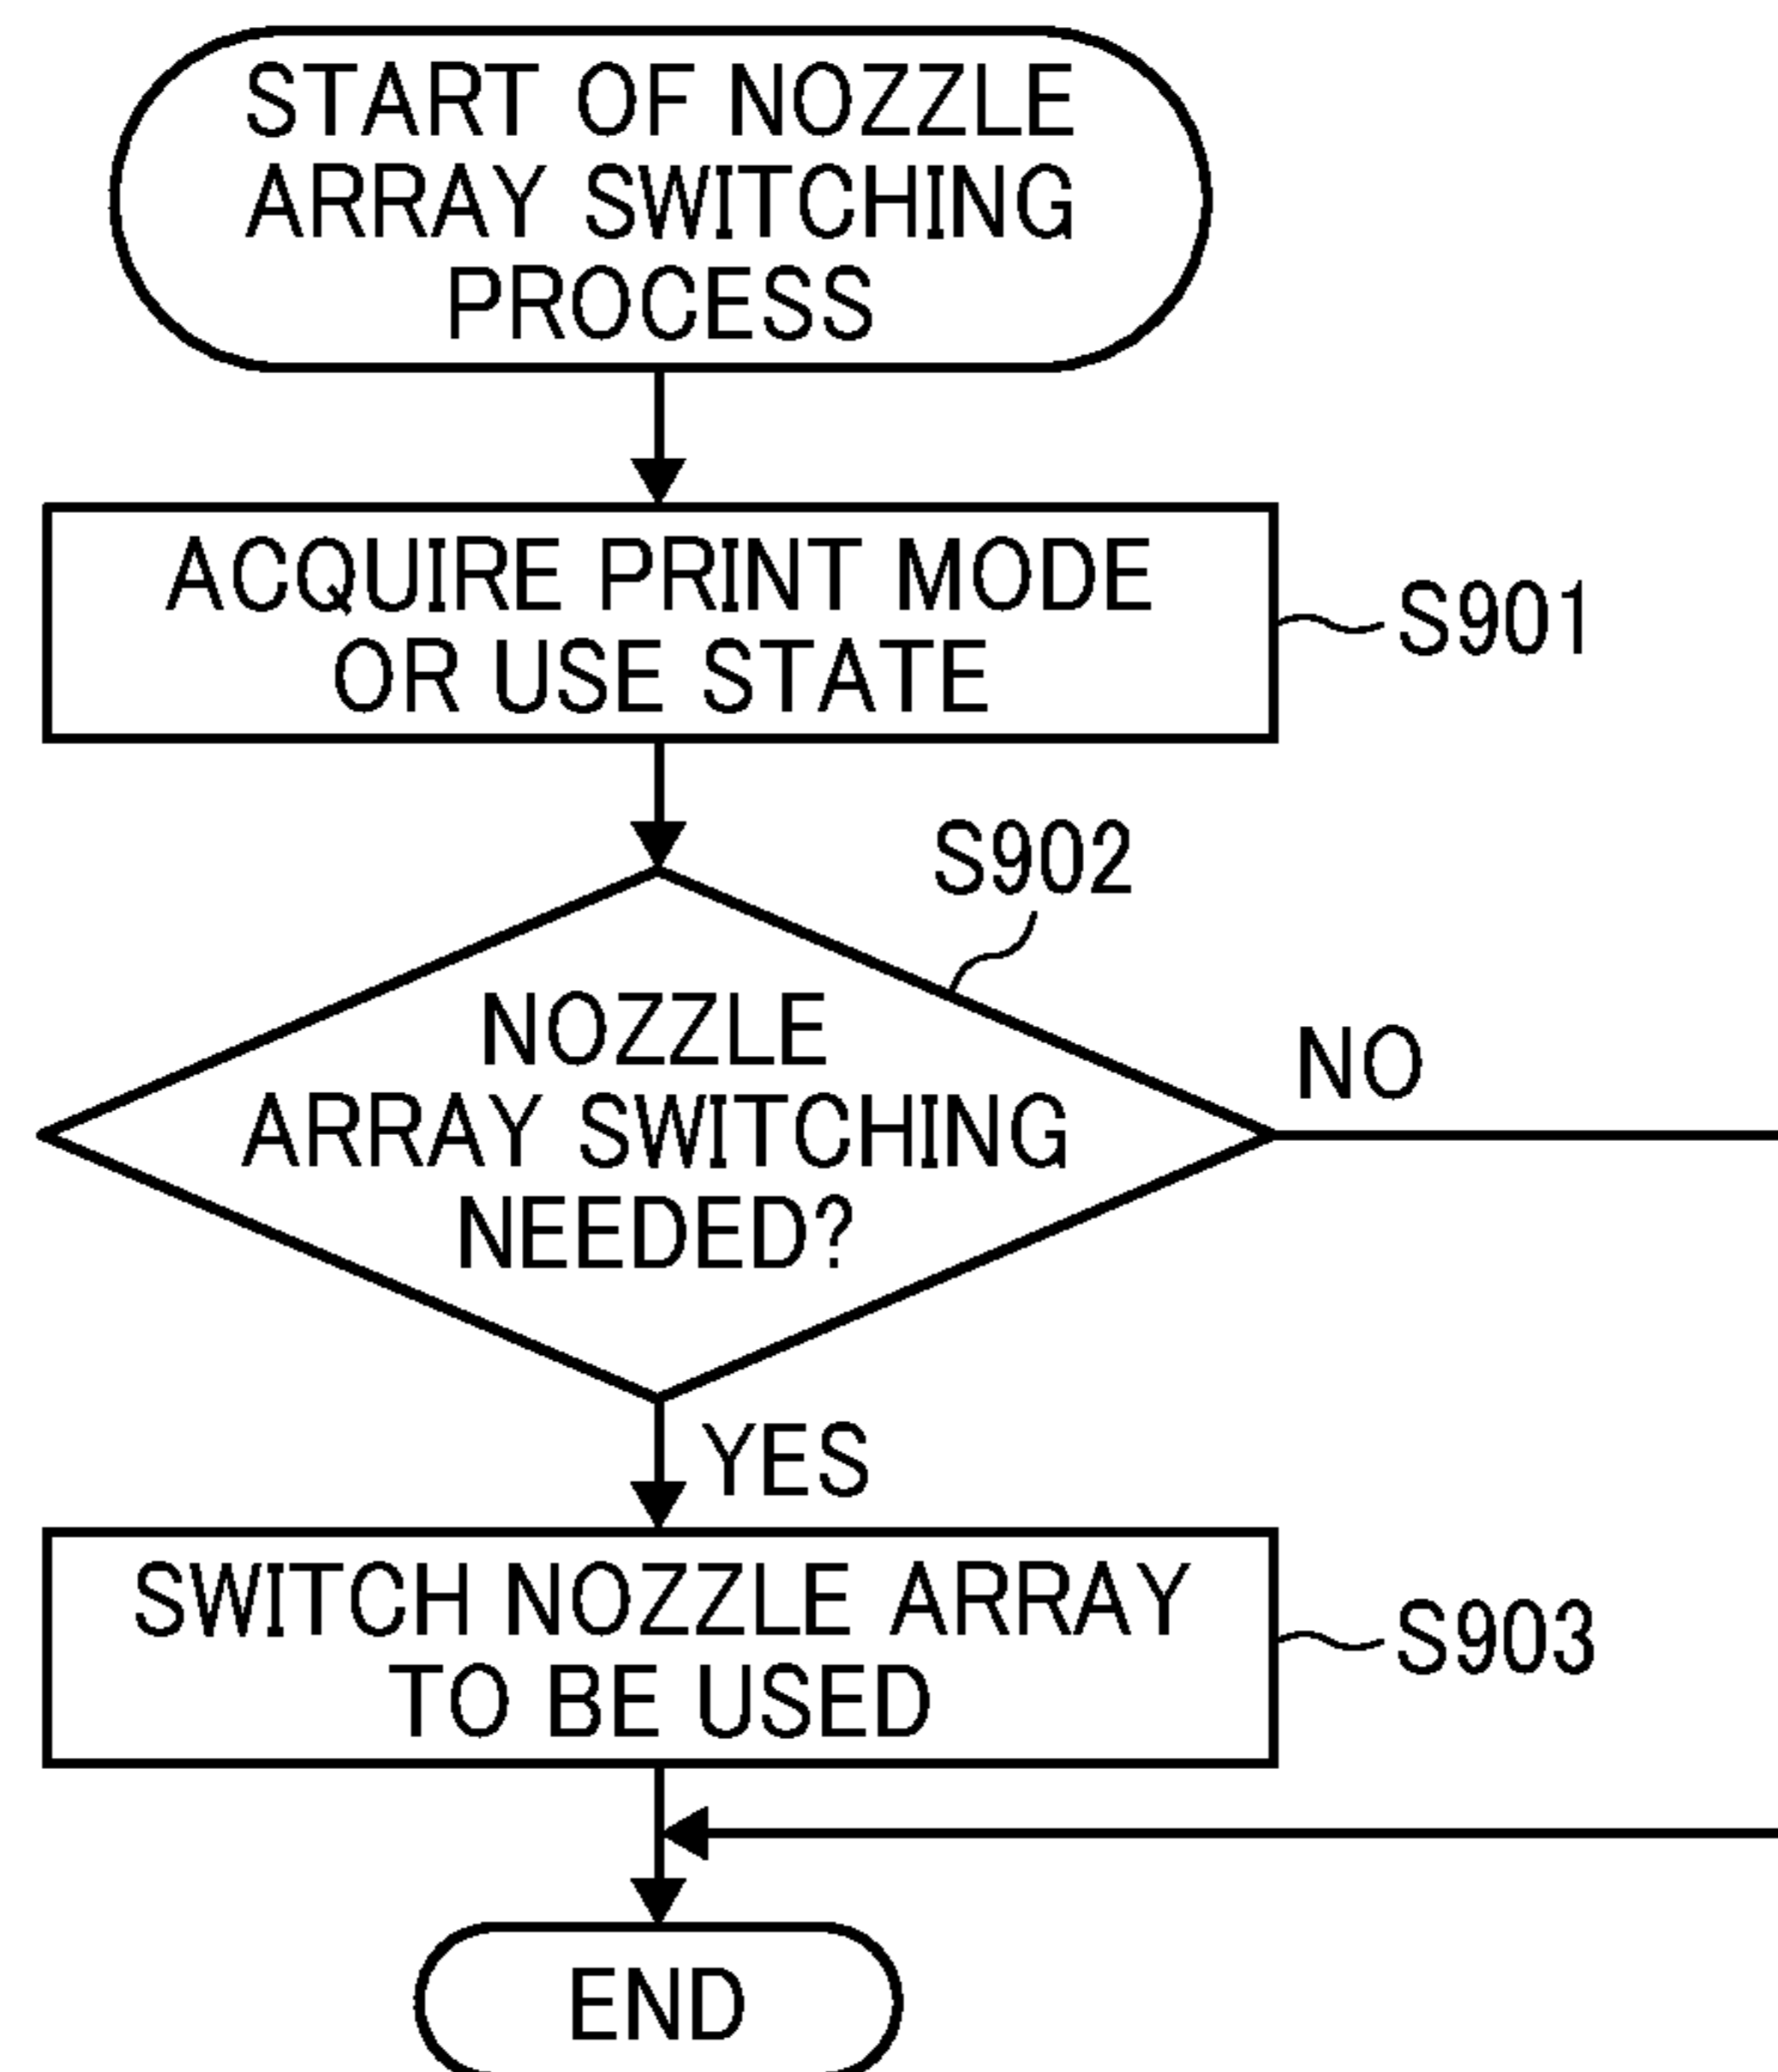 START OF NOZZLE
ARRAY SWITCHING
PROCESS
ACQUIRE PRINT MODE
OR USE STATE
S901
S902
NOZZLE
ARRAY SWITCHING
NEEDED?
NO
YES
SWITCH NOZZLE ARRAY
TO BE USED
S903
END